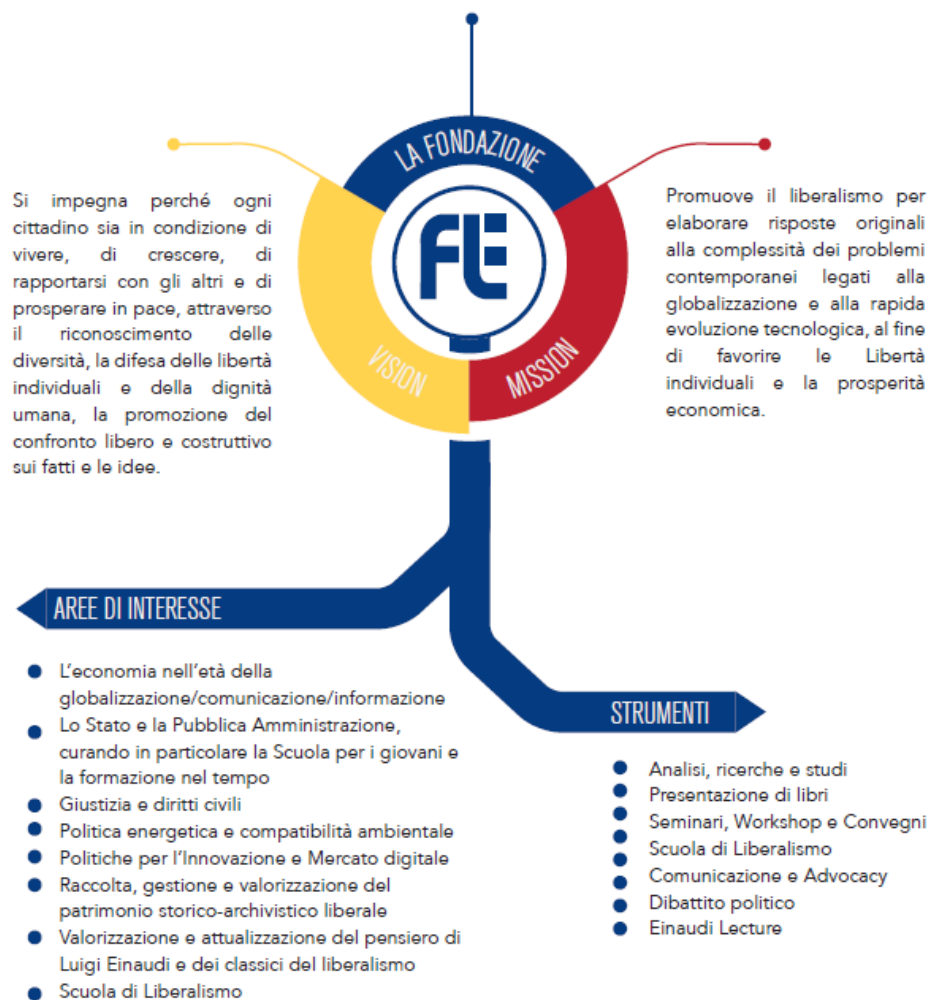 LA FONDAZIONE
FLE
VISION
MISSION
Si impegna perché ogni
cittadino sia in condizione di
vivere, di crescere, di
rapportarsi con gli altri e di
prosperare in pace, attraverso
il riconoscimento delle
diversità, la difesa delle libertà
individuali e della dignità
umana, la promozione del
confronto libero e costruttivo
sui fatti e le idee.
Promuove il liberalismo per
elaborare risposte originali
alla complessità dei problemi
contemporanei legati alla
globalizzazione e alla rapida
evoluzione tecnologica, al fine
di favorire le Libertà
individuali e la prosperità
economica.
AREE DI INTERESSE
L'economia nell'età della
globalizzazione/comunicazione/informazione
Lo Stato e la Pubblica Amministrazione,
curando in particolare la Scuola per i giovani e
la formazione nel tempo
Giustizia e diritti civili
Politica energetica e compatibilità ambientale
Politiche per l'Innovazione e Mercato digitale
Raccolta, gestione e valorizzazione del
patrimonio storico-archivistico liberale
Valorizzazione e attualizzazione del pensiero di
Luigi Einaudi e dei classici del liberalismo
Scuola di Liberalismo
STRUMENTI
Analisi, ricerche e studi
Presentazione di libri
Seminari, Workshop e Convegni
Scuola di Liberalismo
Comunicazione e Advocacy
Dibattito politico
Einaudi Lecture